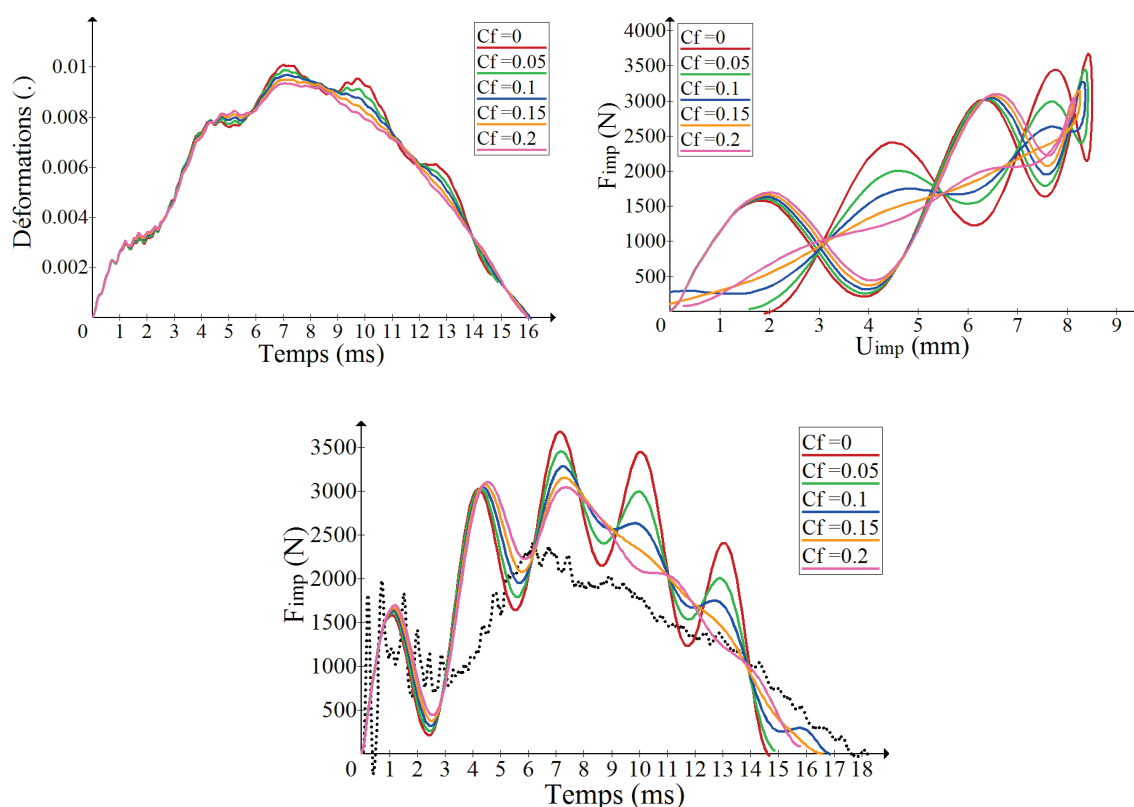 Déformations (.)
0.01
0.008
0.006
0.004
0.002
0 1 2 3 4 5 6 7 8 9 10 11 12 13 14 15 16
Temps (ms)
Cf =0
Cf =0.05
Cf =0.1
Cf =0.15
Cf =0.2
Fimp (N)
4000
3500
3000
2500
2000
1500
1000
500
0 1 2 3 4 5 6 7 8 9
Uimp (mm)
Cf =0
Cf =0.05
Cf =0.1
Cf =0.15
Cf =0.2
Fimp (N)
3500
3000
2500
2000
1500
1000
500
0 1 2 3 4 5 6 7 8 9 10 11 12 13 14 15 16 17 18
Temps (ms)
Cf =0
Cf =0.05
Cf =0.1
Cf =0.15
Cf =0.2